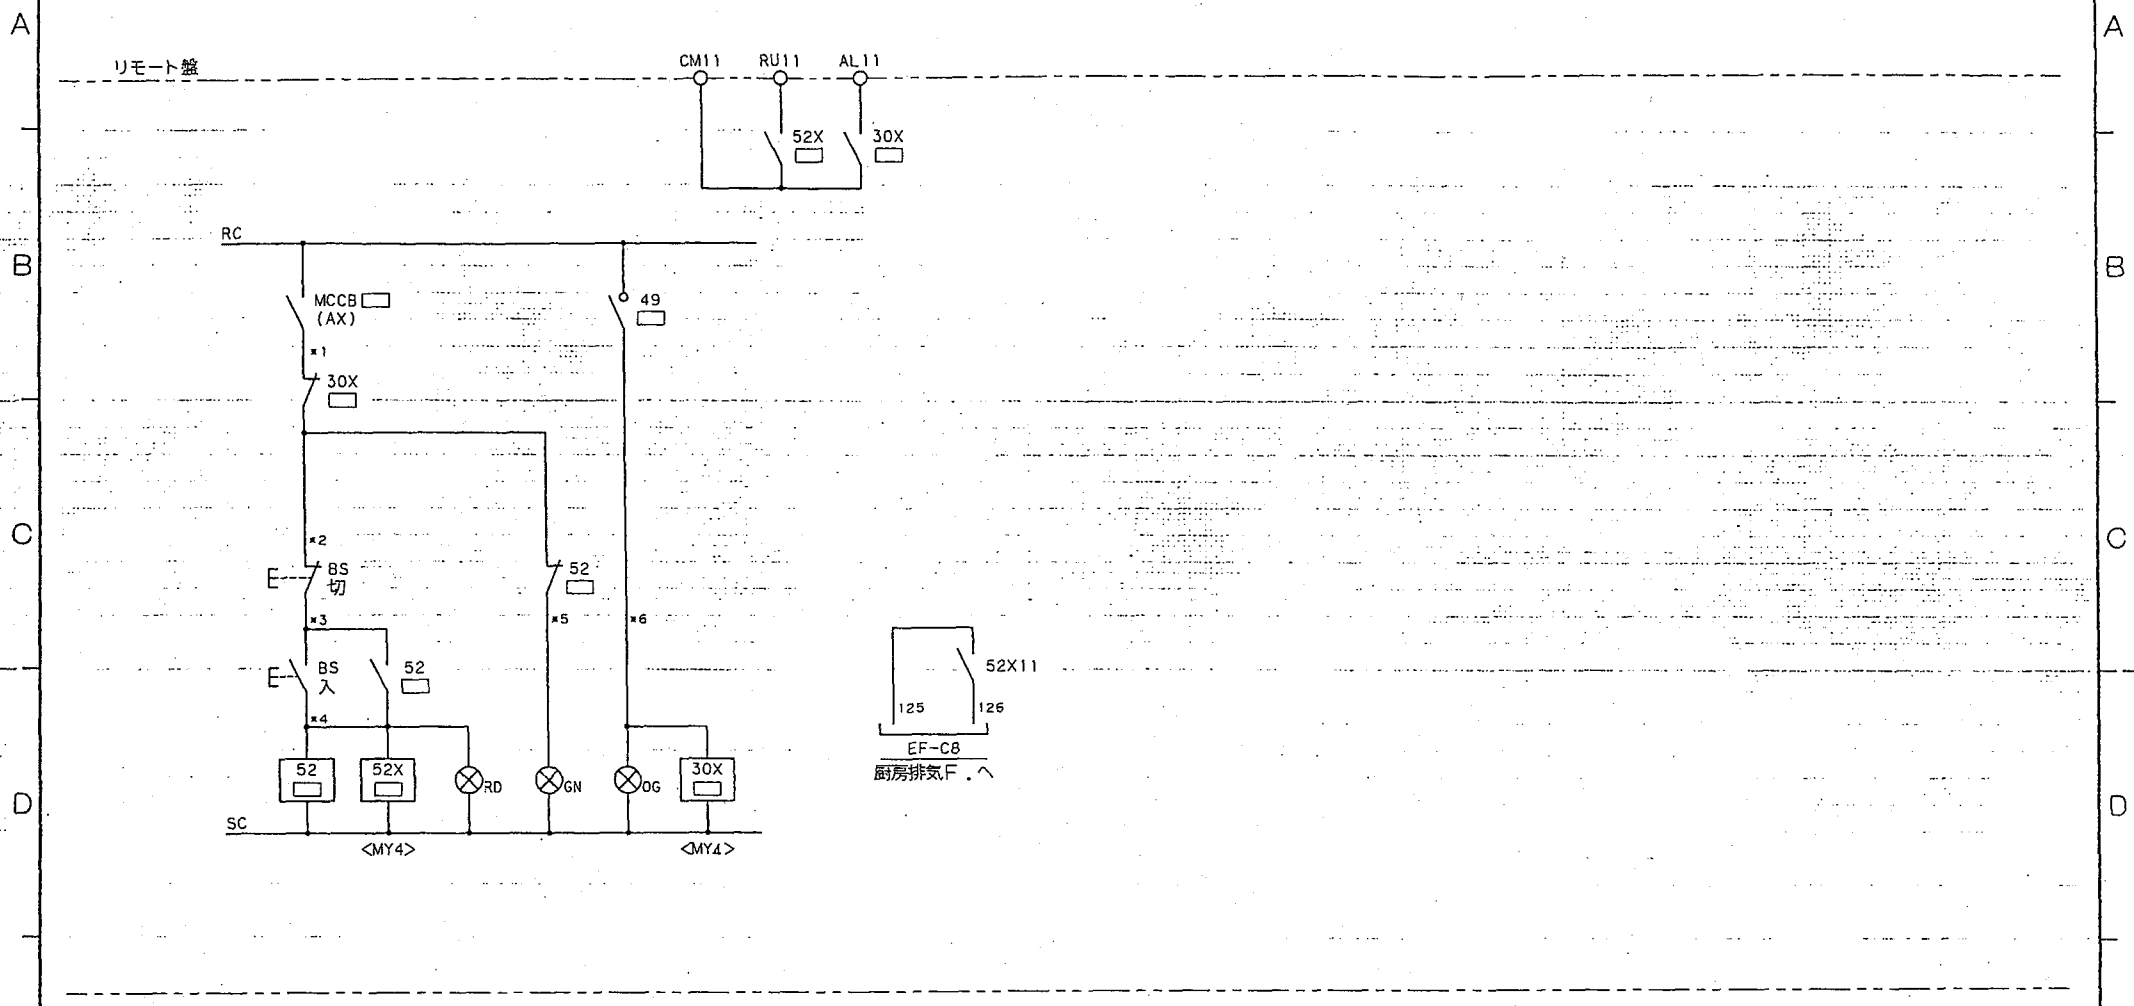 A
A
リモート盤
CM11 RU11 AL11
52X
30X
RC
B
B
MCCB
(AX)
49
*1
30X
C
C
*2
BS
切
52
*3
*5
*6
BS
入
52
52X11
*4
125
126
EF-C8
厨房排気F.へ
52
52X
RD
GN
OG
30X
D
D
SC
<MY4>
<MY4>